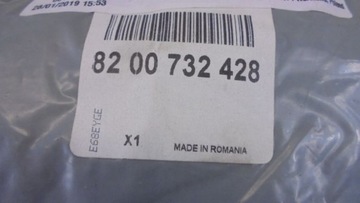 28/01/2019 15:53
82 00 732 428
E68EYGE
X1
MADE IN ROMANIA